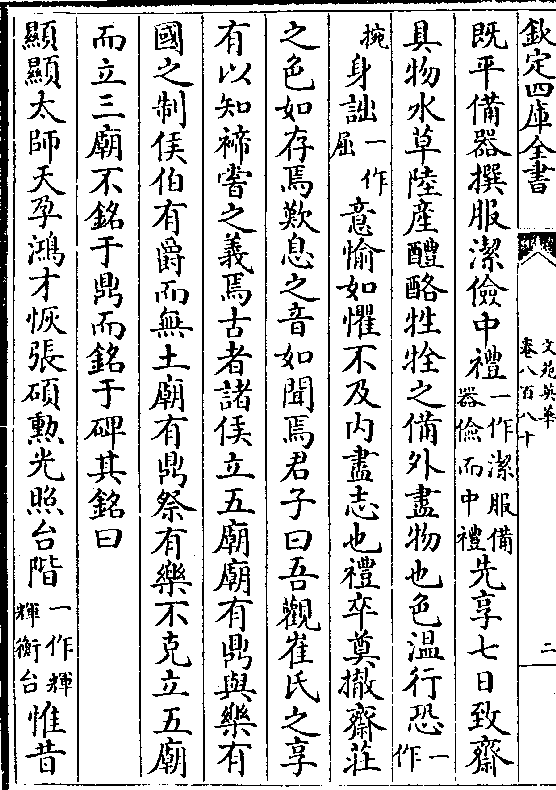 欽定四庫全書
文苑英華
卷八百八十
二
既平備器撰服潔儉中禮一作潔服備器儉而中禮先享七日致齋
具物水草陸產醴酪牲牷之備外盡物也色溫行恐一作
㧪身詘一作屈意愉如懼不及内盡志也禮卒奠撤齋莊
之色如存焉歎息之音如聞焉君子曰吾觀崔氏之享
有以知禘嘗之義焉古者諸侯立五廟廟有鼎與樂有
國之制侯伯有爵而無土廟有鼎祭有樂不克立五廟
而立三廟不銘于鼎而銘于碑其銘曰
顯顯太師天孕鴻才恢張碩勲光照台階一作輝輝衡台惟昔